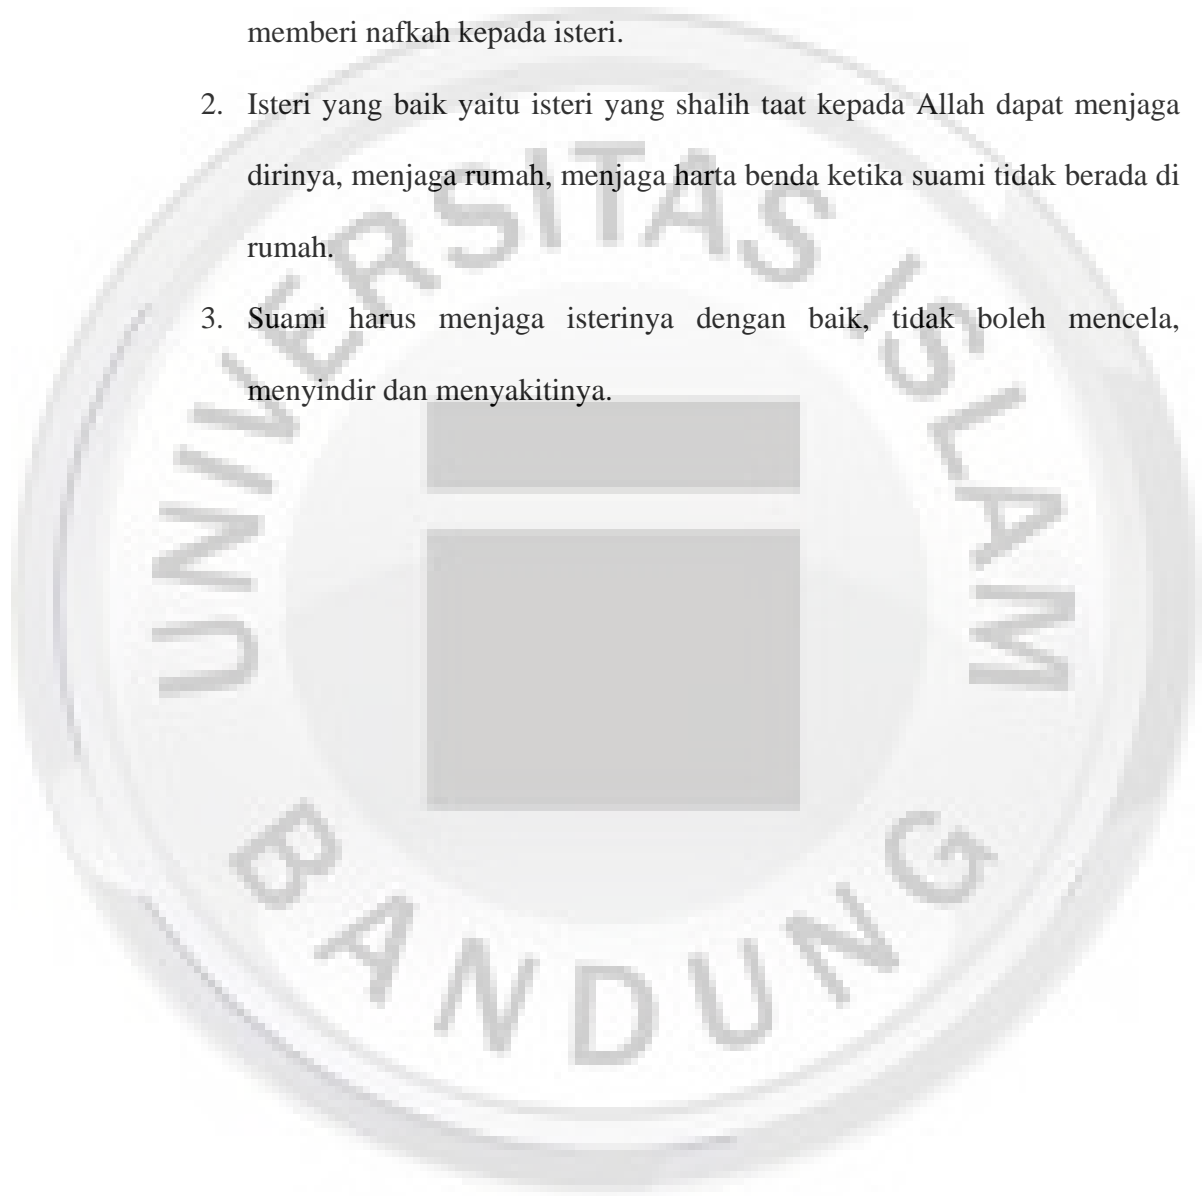 memberi nafkah kepada isteri.
2. Isteri yang baik yaitu isteri yang shalih taat kepada Allah dapat menjaga
dirinya, menjaga rumah, menjaga harta benda ketika suami tidak berada di
rumah.
3. Suami harus menjaga isterinya dengan baik, tidak boleh mencela,
menyindir dan menyakitinya.
UNIVERSITAS ISLAM
BANDUNG